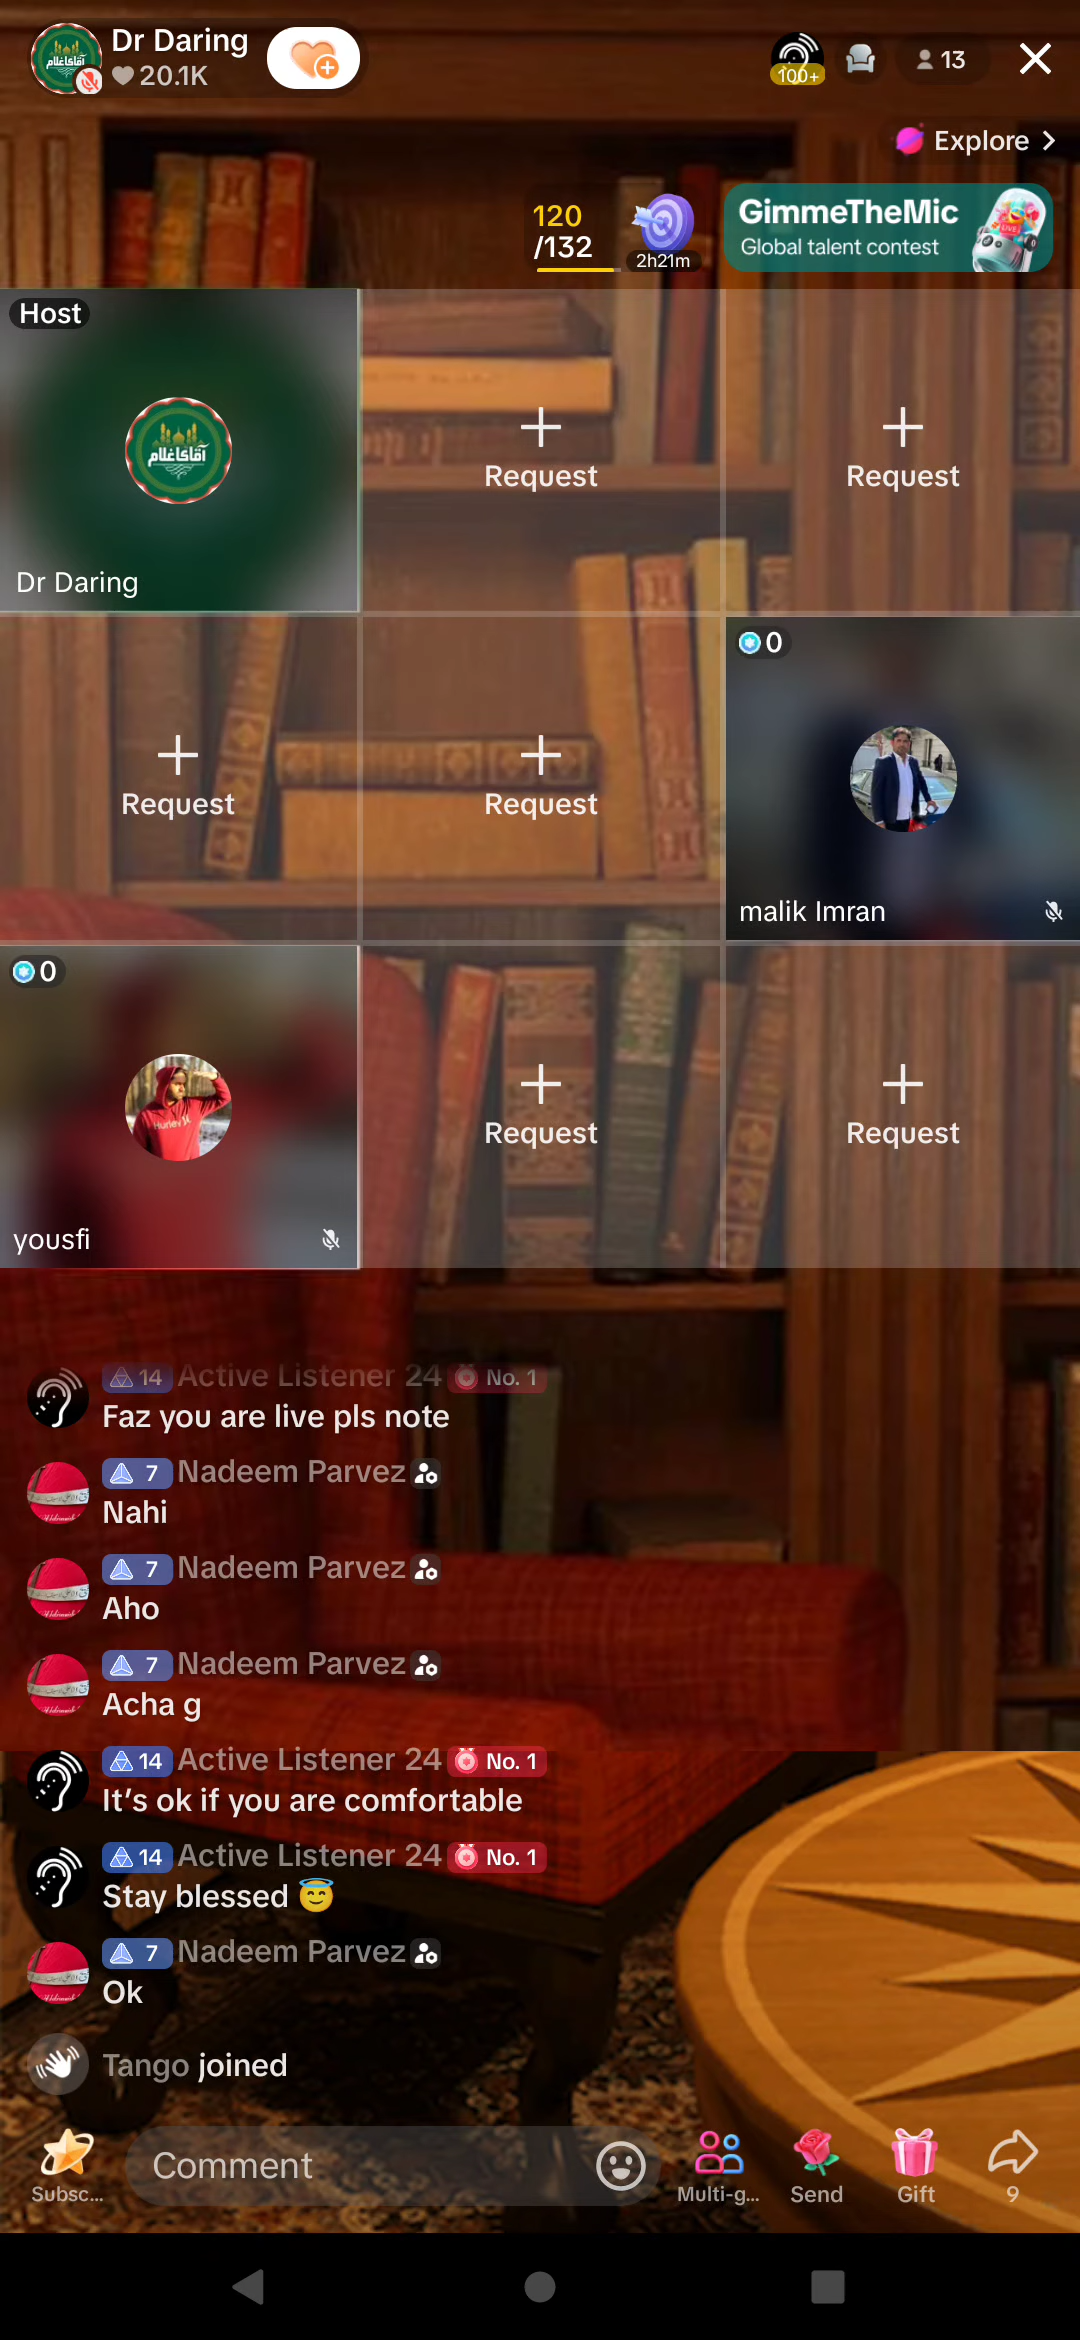 Dr Daring
20.1K
100+
13
Explore
120
/132
2h21m
GimmeTheMic
Global talent contest
LIVE
Host
آقاکاغلام
Dr Daring
Request
Request
Request
Request
0
malik Imran
0
Hurley
yousfi
Request
Request
14 Active Listener 24 No. 1
Faz you are live pls note
7 Nadeem Parvez
Nahi
7 Nadeem Parvez
Aho
7 Nadeem Parvez
Acha g
14 Active Listener 24 No. 1
It's ok if you are comfortable
14 Active Listener 24 No. 1
Stay blessed 😇
7 Nadeem Parvez
Ok
Tango joined
Comment
Subsc...
Multi-g...
Send
Gift
9